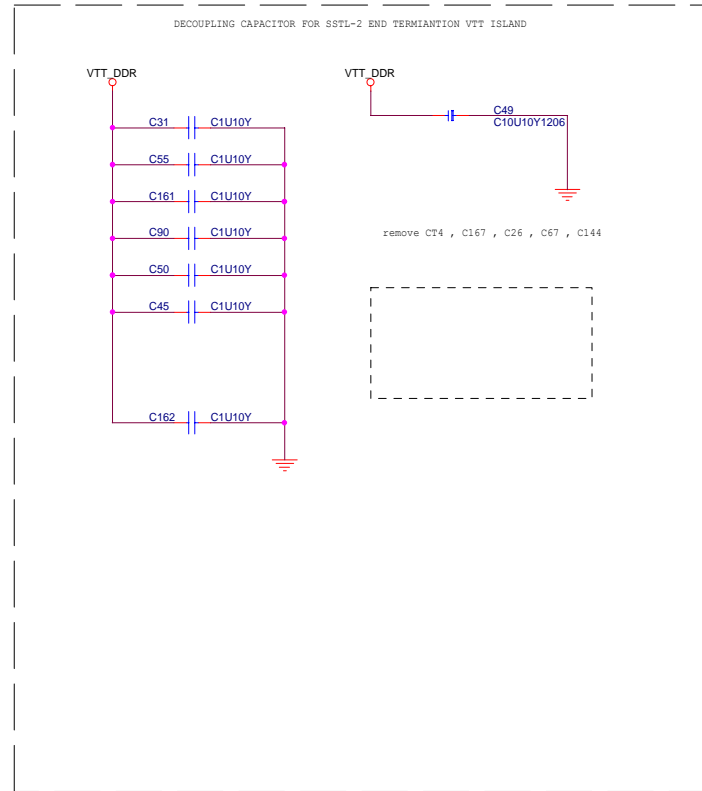 DECOUPLING CAPACITOR FOR SSTL-2 END TERMIANTION VTT ISLAND
VTT_DDR
VTT_DDR
C31 C1U10Y
C49
C10U10Y1206
C55 C1U10Y
C161 C1U10Y
C90 C1U10Y
remove CT4 , C167 , C26 , C67 , C144
C50 C1U10Y
C45 C1U10Y
C162 C1U10Y